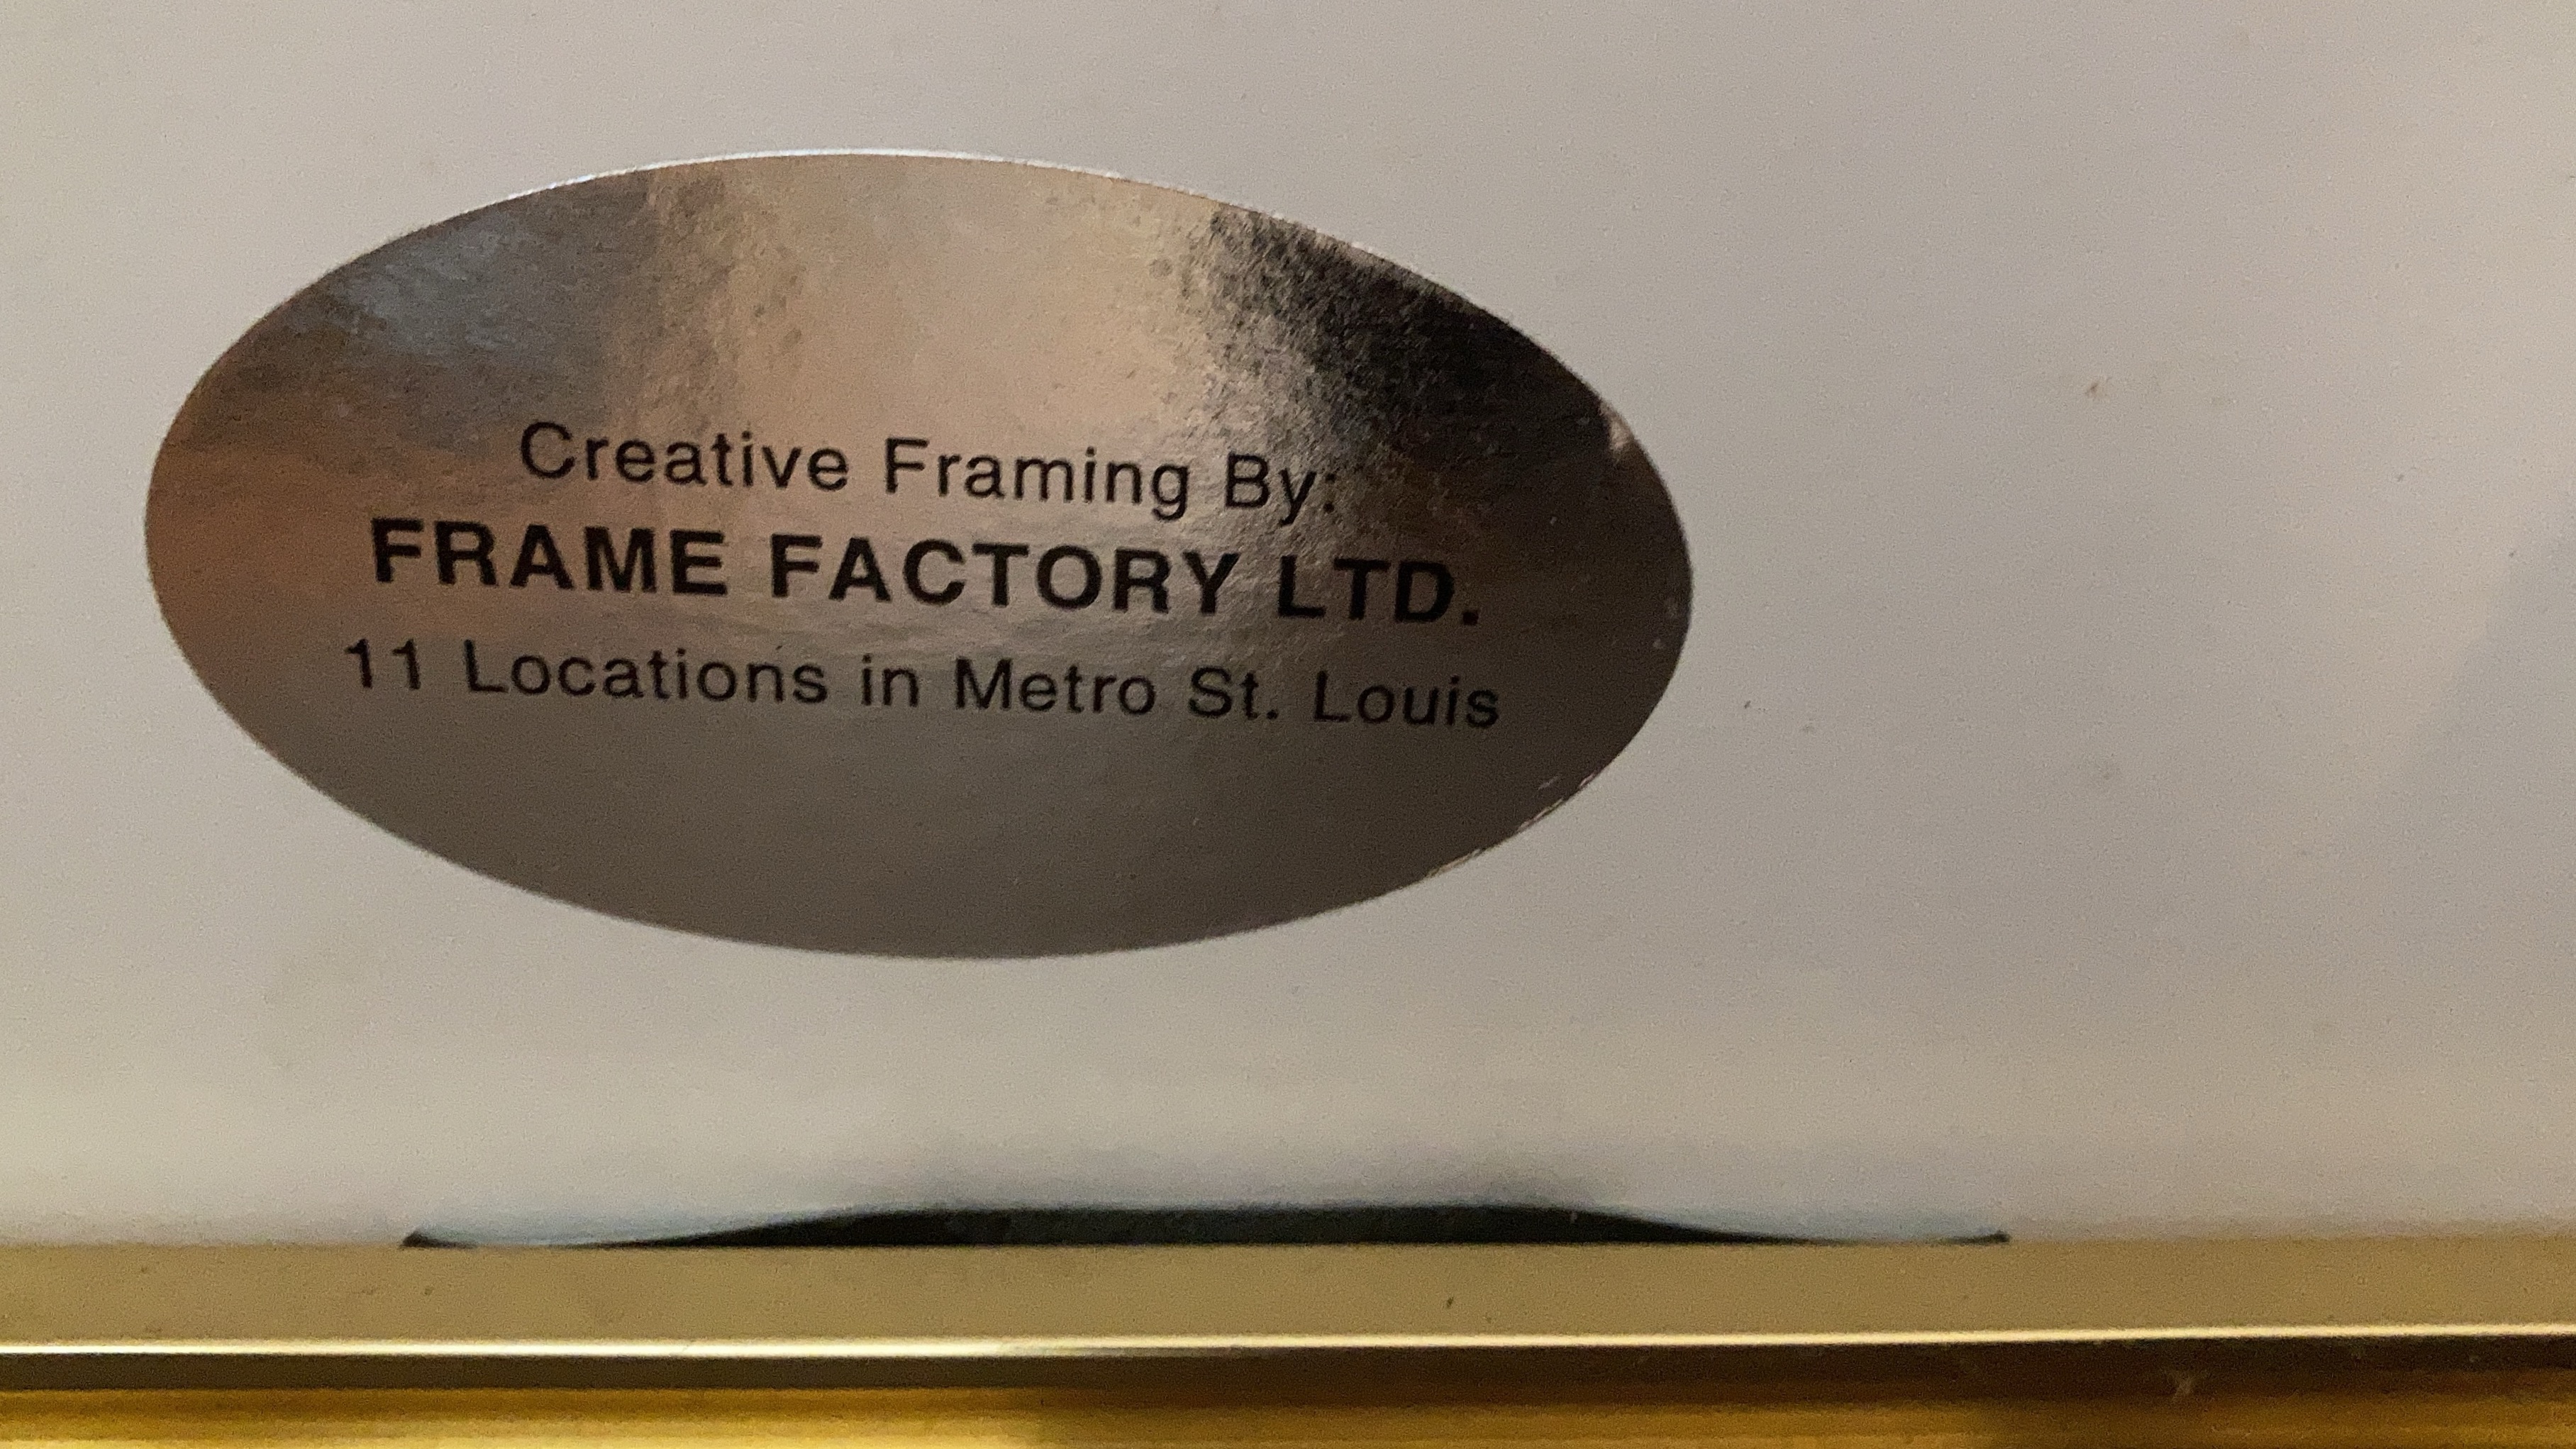 Creative Framing By:
FRAME FACTORY LTD.
11 Locations in Metro St. Louis